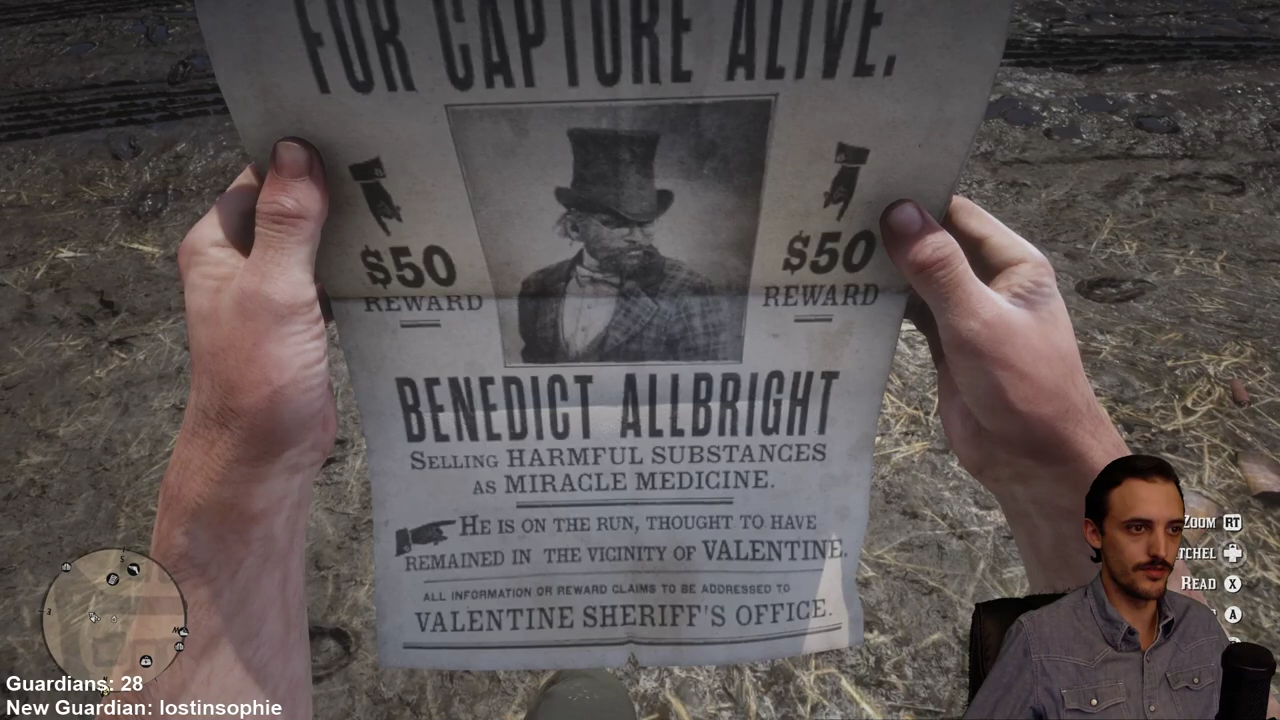 FOR CAPTURE ALIVE.
$50
REWARD
$50
REWARD
BENEDICT ALLBRIGHT
SELLING HARMFUL SUBSTANCES
AS MIRACLE MEDICINE.
HE IS ON THE RUN, THOUGHT TO HAVE
REMAINED IN THE VICINITY OF VALENTINE.
ALL INFORMATION OR REWARD CLAIMS TO BE ADDRESSED TO
VALENTINE SHERIFF'S OFFICE.
ZOOM RT
READ X
A
Guardians: 28
New Guardian: lostinsophie